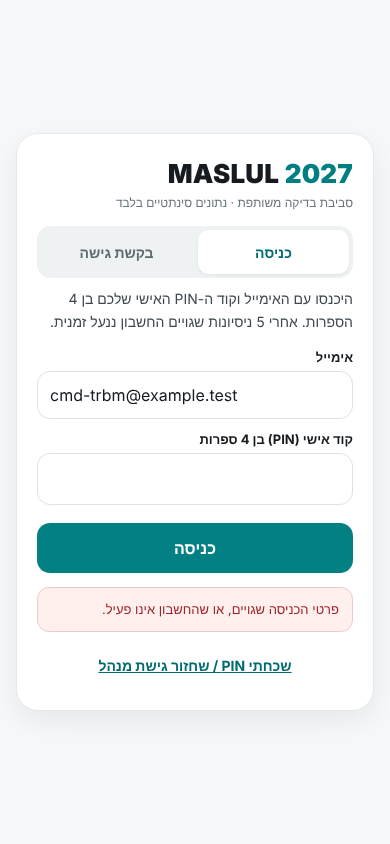 MASLUL 2027
סביבת בדיקה משותפת · נתונים סינתטיים בלבד
כניסה
בקשת גישה
היכנסו עם האימייל וקוד ה-PIN האישי שלכם בן 4
הספרות. אחרי 5 ניסיונות שגויים החשבון ננעל זמנית.
אימייל
cmd-trbm@example.test
קוד אישי (PIN) בן 4 ספרות
כניסה
פרטי הכניסה שגויים, או שהחשבון אינו פעיל.
שכחתי PIN / שחזור גישת מנהל